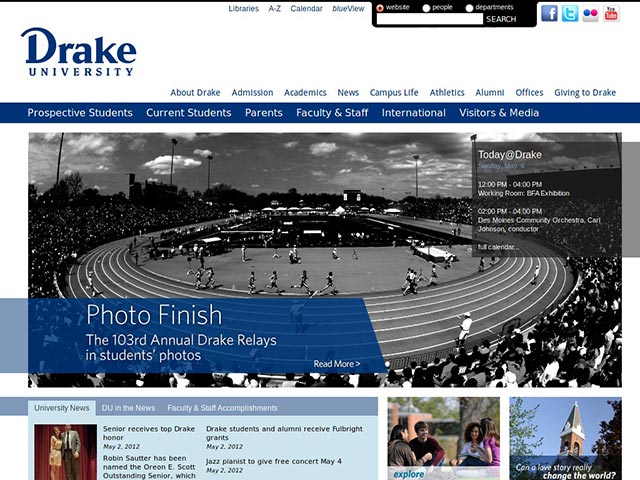 Libraries A-Z Calendar blueView
website people departments
SEARCH
Drake
UNIVERSITY
About Drake Admission Academics News Campus Life Athletics Alumni Offices Giving to Drake
Prospective Students Current Students Parents Faculty & Staff International Visitors & Media
Today@Drake
Sunday, May, 6
12:00 PM - 04:00 PM
Working Room: BFA Exhibition
02:00 PM - 04:00 PM
Des Moines Community Orchestra, Carl
Johnson, conductor
full calendar...
Photo Finish
The 103rd Annual Drake Relays
in students' photos
Read More >
University News DU in the News Faculty & Staff Accomplishments
Senior receives top Drake
honor
May 2, 2012
Robin Sautter has
been named the Oreon E. Scott
Outstanding Senior, which
Drake students and alumni receive Fulbright
grants
May 2, 2012
Jazz pianist to give free concert May 4
May 2, 2012
explore
Can a love story really
change the world?